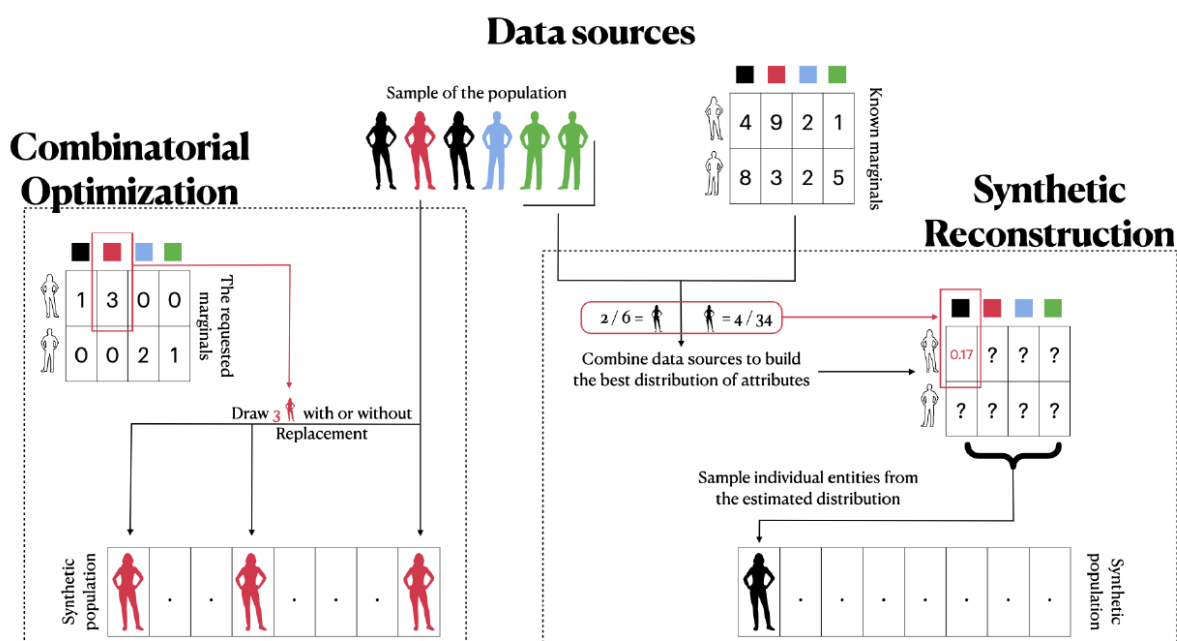 Data sources
Sample of the population
4 9 2 1
8 3 2 5
Known marginals
Combinatorial
Optimization
1 3 0 0
0 0 2 1
The requested
marginals
Draw 3 with or without
Replacement
Synthetic
population
. . . . . .
Synthetic
Reconstruction
2 / 6 = = 4 / 34
Combine data sources to build
the best distribution of attributes
0.17 ? ? ?
? ? ? ?
Sample individual entities from
the estimated distribution
. . . . . . .
Synthetic
population